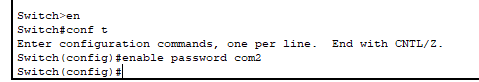 Switch>en
Switch#conf t
Enter configuration commands, one per line.  End with CNTL/Z.
Switch(config)#enable password com2
Switch(config)#